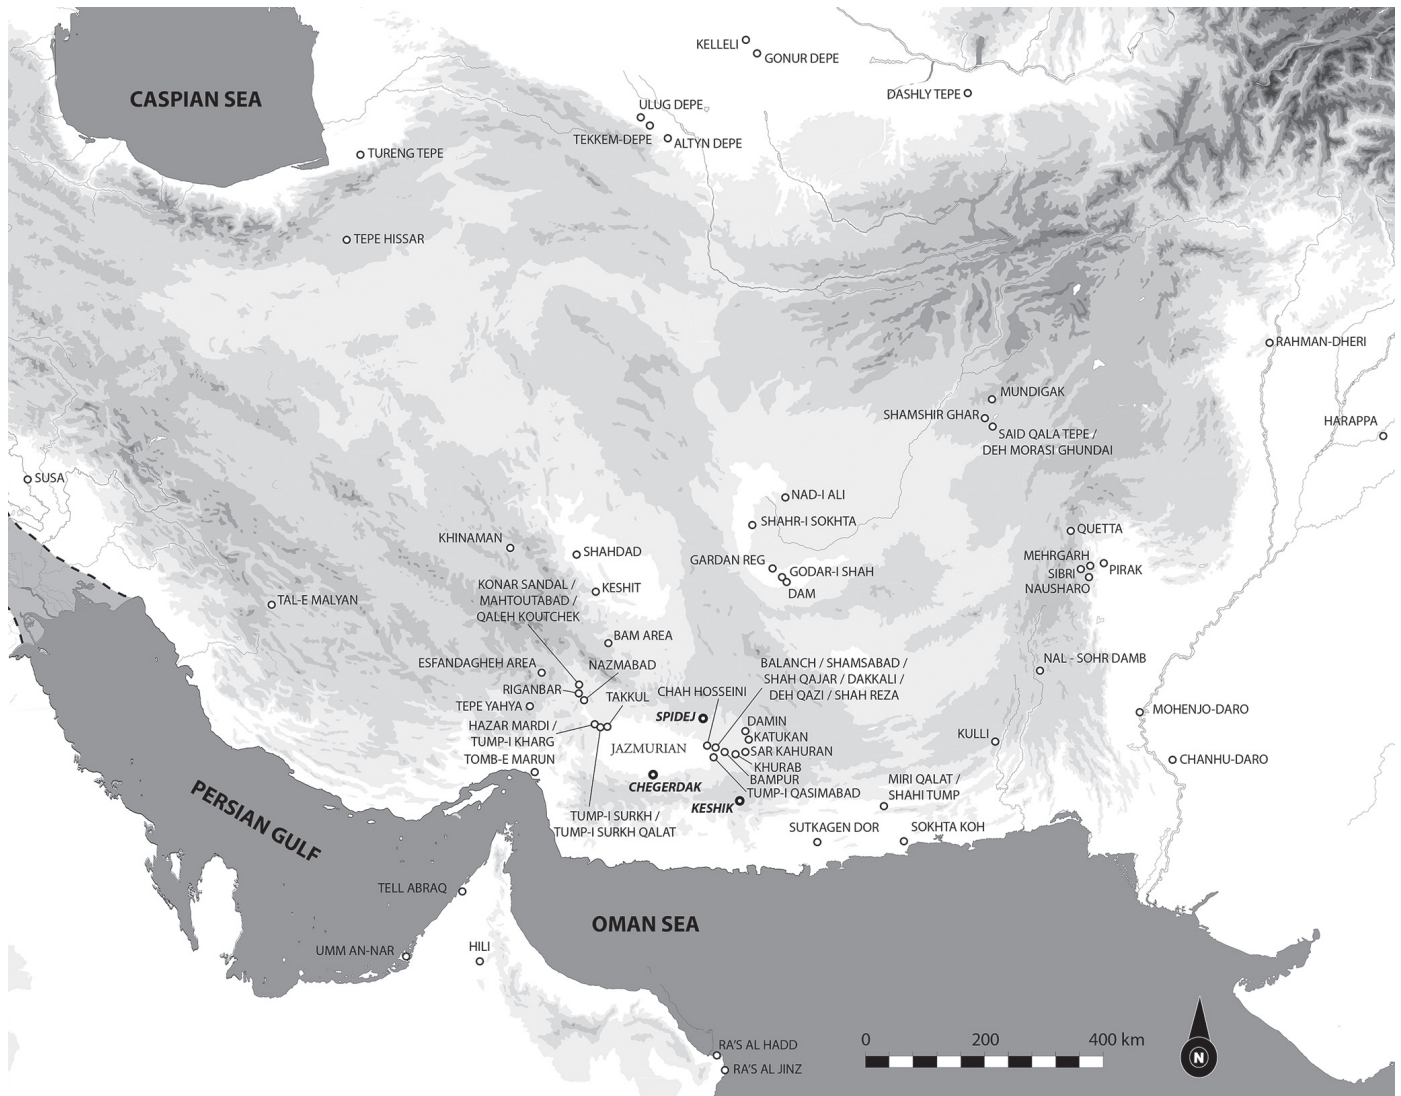 KELLELI
GONUR DEPE
CASPIAN SEA
DASHLY TEPE
ULUG DEPE
TEKKEM-DEPE
ALTYN DEPE
TURENG TEPE
TEPE HISSAR
RAHMAN-DHERI
MUNDIGAK
SHAMSHIR GHAR
HARAPPA
SAID QALA TEPE /
DEH MORASI GHUNDAI
SUSA
NAD-I ALI
SHAHR-I SOKHTA
QUETTA
KHINAMAN
SHAHDAD
MEHRGARH
GARDAN REG
GODAR-I SHAH
SIBRI
PIRAK
KONAR SANDAL /
MAHTOUTABAD /
QALEH KOUTCHEK
KESHIT
DAM
NAUSHARO
TAL-E MALYAN
BAM AREA
ESFANDAGHEH AREA
NAZMABAD
BALANCH / SHAMSABAD /
SHAH QAJAR / DAKKALI /
DEH QAZI / SHAH REZA
NAL - SOHR DAMB
RIGANBAR
TAKKUL
CHAH HOSSEINI
TEPE YAHYA
SPIDEJ
MOHENJO-DARO
HAZAR MARDI /
TUMP-I KHARG
DAMIN
KATUKAN
KULLI
JAZMURIAN
SAR KAHURAN
TOMB-E MARUN
KHURAB
CHANHU-DARO
CHEGERDAK
BAMPUR
TUMP-I QASIMABAD
MIRI QALAT /
SHAHI TUMP
KESHIK
PERSIAN GULF
TUMP-I SURKH /
TUMP-I SURKH QALAT
SUTKAGEN DOR
SOKHTA KOH
TELL ABRAQ
OMAN SEA
UMM AN-NAR
HILI
RA'S AL HADD
RA'S AL JINZ
0 200 400 km
N